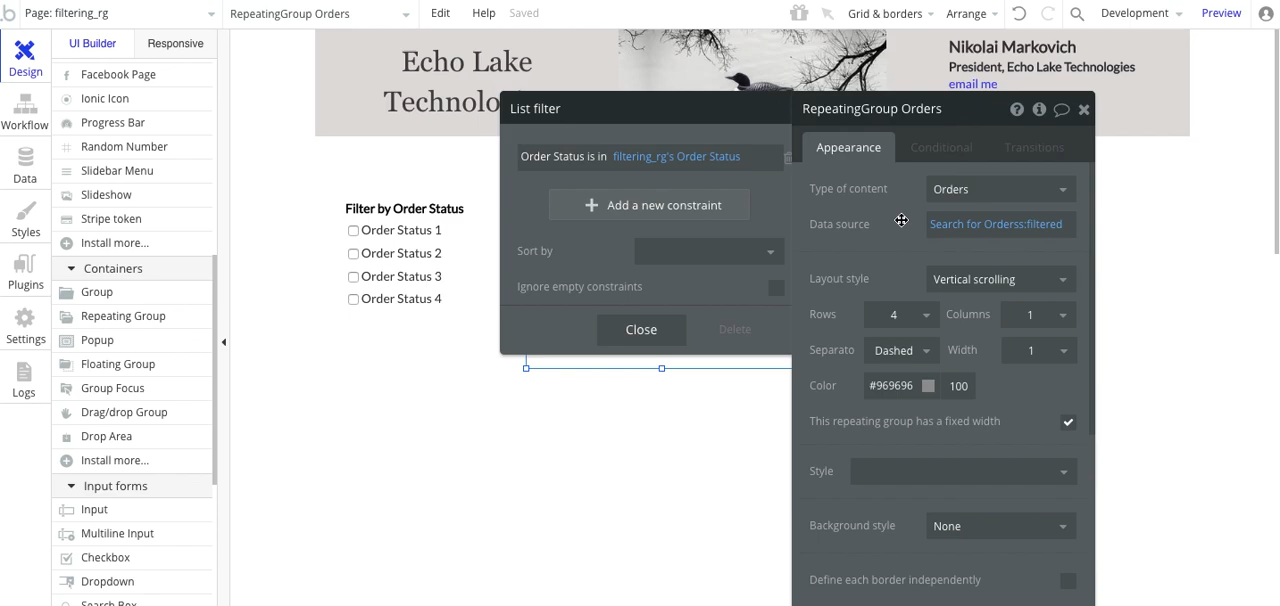 b Page: filtering_rg
RepeatingGroup Orders
Edit
Help
Saved
Grid & borders
Arrange
Development
Preview
Design
Workflow
Data
Styles
Plugins
Settings
Logs
UI Builder
Responsive
Facebook Page
Ionic Icon
Progress Bar
Random Number
Slidebar Menu
Slideshow
Stripe token
Install more...
Containers
Group
Repeating Group
Popup
Floating Group
Group Focus
Drag/drop Group
Drop Area
Install more...
Input forms
Input
Multiline Input
Checkbox
Dropdown
Search Box
Echo Lake
Technolo
Nikolai Markovich
President, Echo Lake Technologies
email me
Filter by Order Status
Order Status 1
Order Status 2
Order Status 3
Order Status 4
List filter
Order Status is in filtering_rg's Order Status
Add a new constraint
Sort by
Ignore empty constraints
Close
Delete
RepeatingGroup Orders
Appearance
Conditional
Transitions
Type of content
Orders
Data source
Search for Orderss:filtered
Layout style
Vertical scrolling
Rows
4
Columns
1
Separato
Dashed
Width
1
Color
#969696
100
This repeating group has a fixed width
Style
Background style
None
Define each border independently